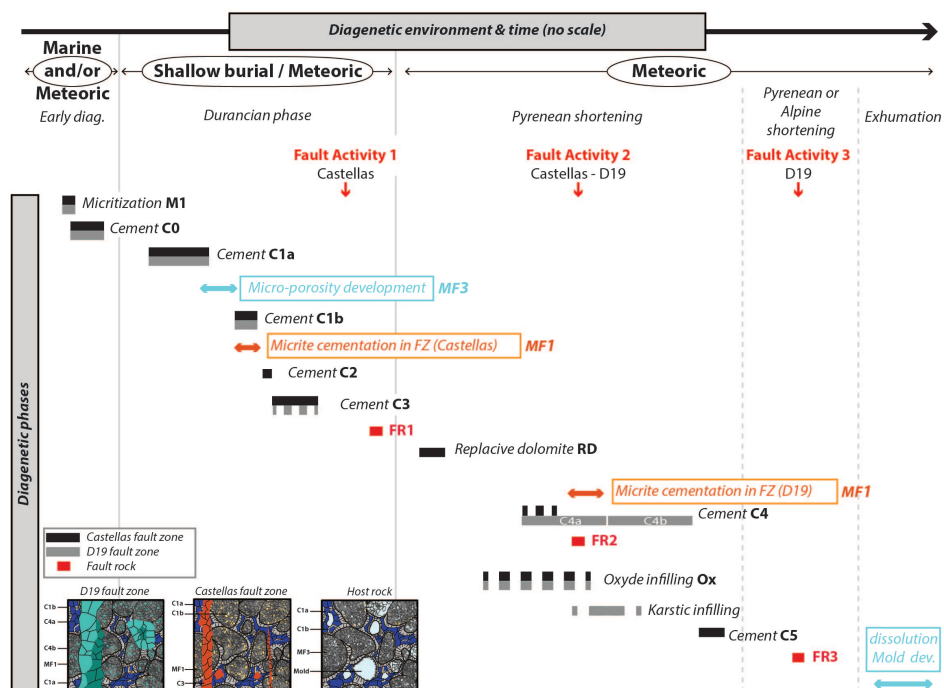 Diagenetic environment & time (no scale)
Marine
and/or
Meteoric
Shallow burial / Meteoric
Meteoric
Early diag.
Durancian phase
Pyrenean shortening
Pyrenean or
Alpine
shortening
Exhumation
Fault Activity 1
Castellas
Fault Activity 2
Castellas - D19
Fault Activity 3
D19
Diagenetic phases
Micritization M1
Cement C0
Cement C1a
Micro-porosity development MF3
Cement C1b
Micrite cementation in FZ (Castellas) MF1
Cement C2
Cement C3
FR1
Replacive dolomite RD
Micrite cementation in FZ (D19) MF1
Cement C4
C4a C4b
FR2
Oxyde infilling Ox
Karstic infilling
Cement C5
FR3
dissolution
Mold dev.
Castellas fault zone
D19 fault zone
Fault rock
D19 fault zone
C1b
C4a
C4b
MF1
C1a
Castellas fault zone
C1a
C1b
MF1
C3
Host rock
C1a
C1b
MF3
Mold